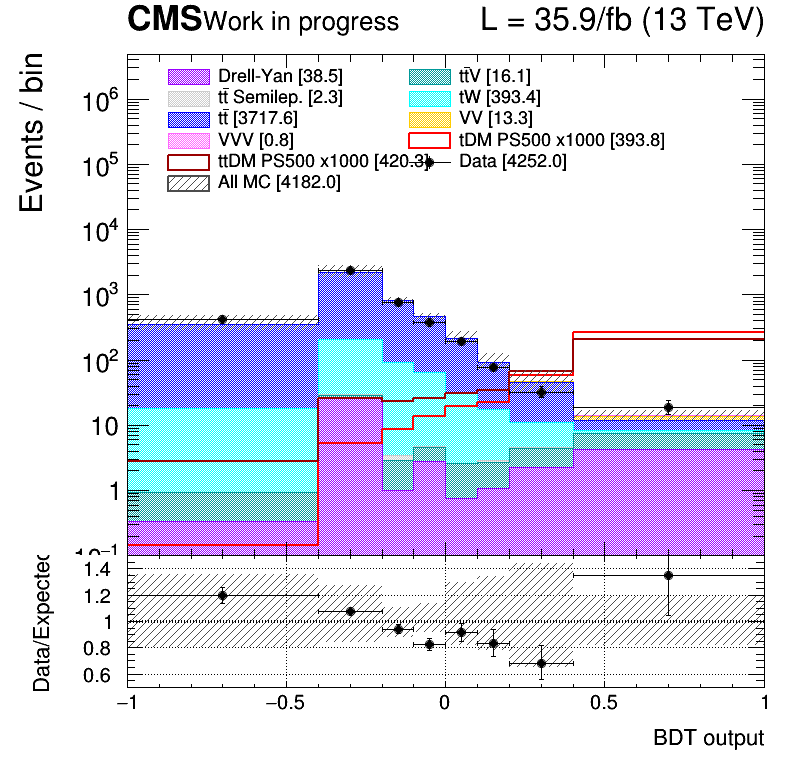 CMS Work in progress L = 35.9/fb (13 TeV)
Events / bin
Drell-Yan [38.5] tt̄V [16.1]
tt̄ Semilep. [2.3] tW [393.4]
tt̄ [3717.6] VV [13.3]
VVV [0.8] tDM PS500 x1000 [393.8]
ttDM PS500 x1000 [420.3] Data [4252.0]
All MC [4182.0]
10⁶
10⁵
10⁴
10³
10²
10
1
10⁻¹
Data/Expected
1.4
1.2
1
0.8
0.6
−1 −0.5 0 0.5 1
BDT output